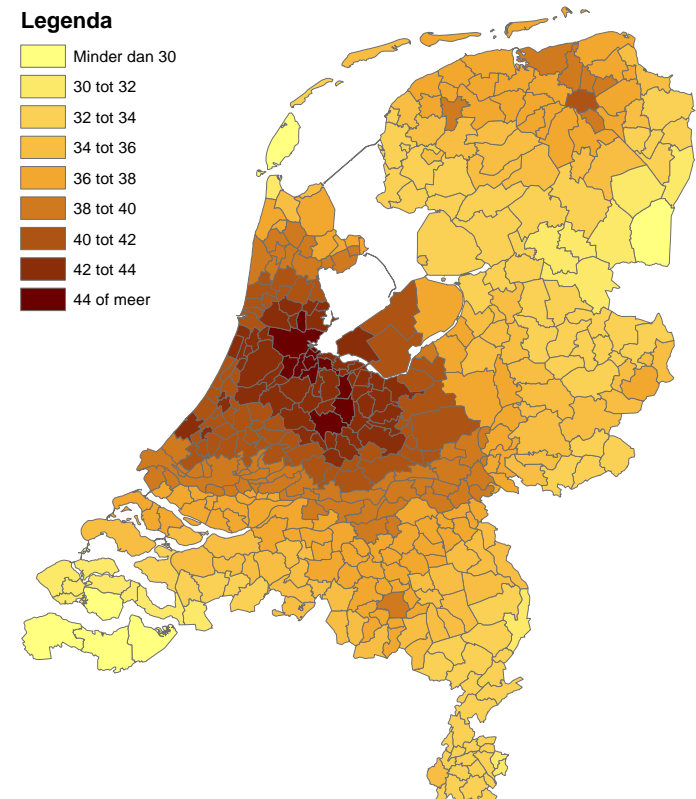 Legenda
Minder dan 30
30 tot 32
32 tot 34
34 tot 36
36 tot 38
38 tot 40
40 tot 42
42 tot 44
44 of meer